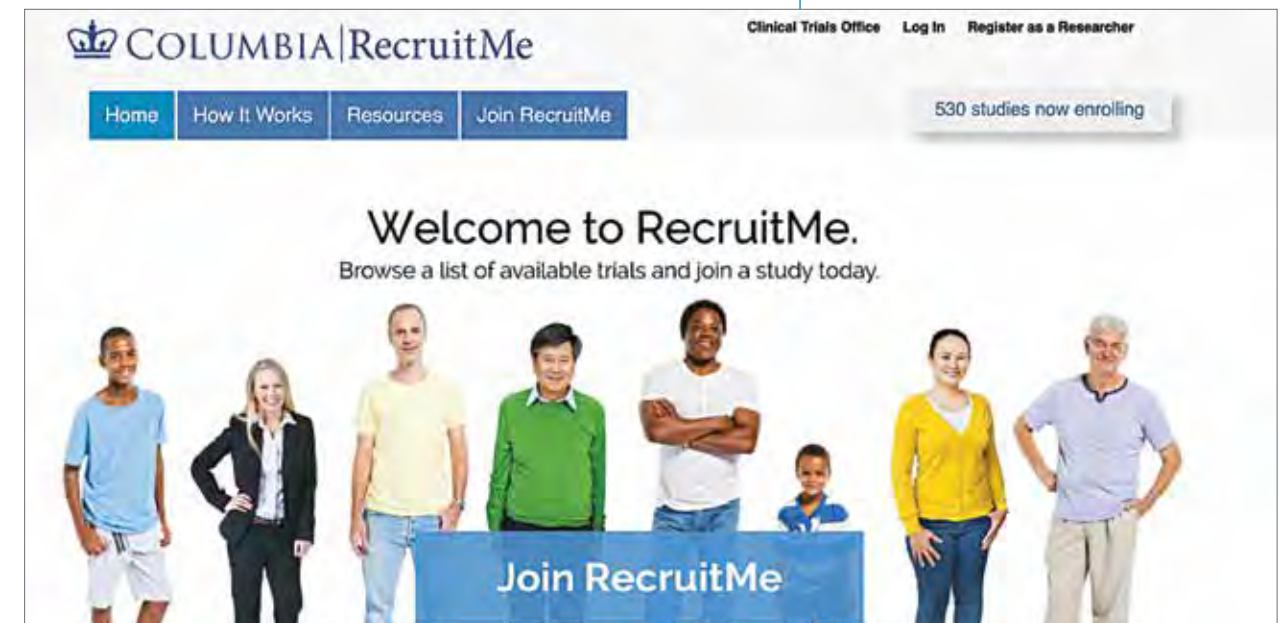 COLUMBIA|RecruitMe
Clinical Trials Office Log In Register as a Researcher
Home How It Works Resources Join RecruitMe
530 studies now enrolling
Welcome to RecruitMe.
Browse a list of available trials and join a study today.
Join RecruitMe